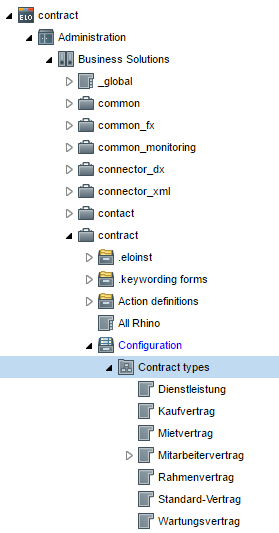 ELO contract
Administration
Business Solutions
_global
common
common_fx
common_monitoring
connector_dx
connector_xml
contact
contract
.eloinst
.keywording forms
Action definitions
All Rhino
Configuration
Contract types
Dienstleistung
Kaufvertrag
Mietvertrag
Mitarbeitervertrag
Rahmenvertrag
Standard-Vertrag
Wartungsvertrag